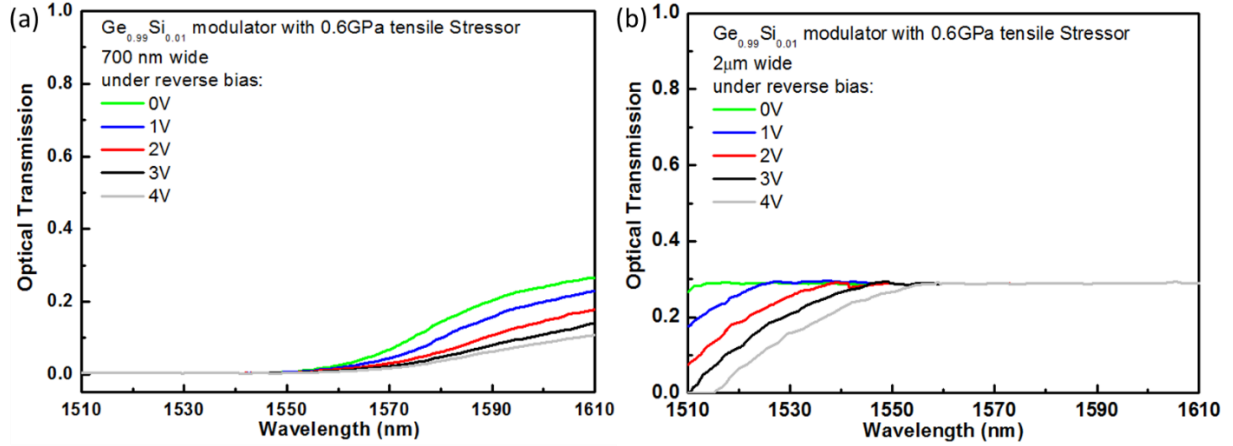 (a)
Ge0.99Si0.01 modulator with 0.6GPa tensile Stressor
700 nm wide
under reverse bias:
0V
1V
2V
3V
4V
Optical Transmission
1.0
0.8
0.6
0.4
0.2
0.0
1510 1530 1550 1570 1590 1610
Wavelength (nm)
(b)
Ge0.99Si0.01 modulator with 0.6GPa tensile Stressor
2μm wide
under reverse bias:
0V
1V
2V
3V
4V
Optical Transmission
1.0
0.8
0.6
0.4
0.2
0.0
1510 1530 1550 1570 1590 1610
Wavelength (nm)